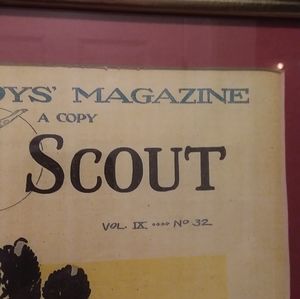 OYS' MAGAZINE
A COPY
SCOUT
VOL. IX •••• No 32